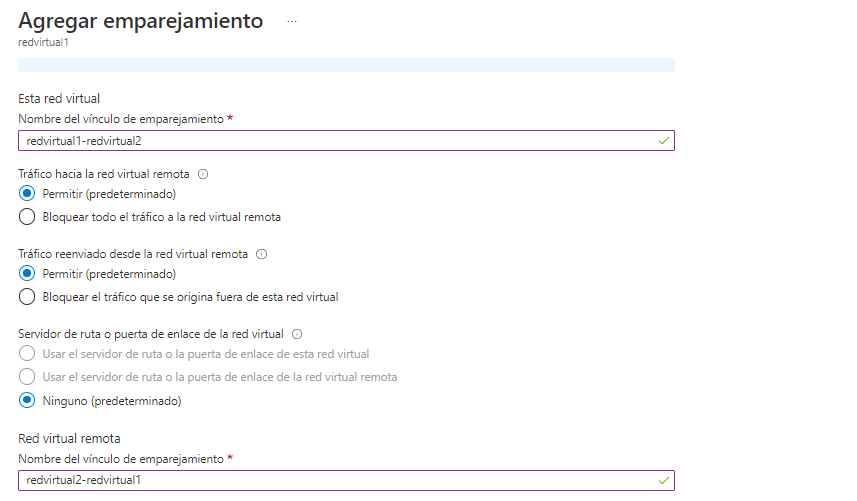 Agregar emparejamiento ...
redvirtual1
Esta red virtual
Nombre del vínculo de emparejamiento *
redvirtual1-redvirtual2
Tráfico hacia la red virtual remota
Permitir (predeterminado)
Bloquear todo el tráfico a la red virtual remota
Tráfico reenviado desde la red virtual remota
Permitir (predeterminado)
Bloquear el tráfico que se origina fuera de esta red virtual
Servidor de ruta o puerta de enlace de la red virtual
Usar el servidor de ruta o la puerta de enlace de esta red virtual
Usar el servidor de ruta o la puerta de enlace de la red virtual remota
Ninguno (predeterminado)
Red virtual remota
Nombre del vínculo de emparejamiento *
redvirtual2-redvirtual1